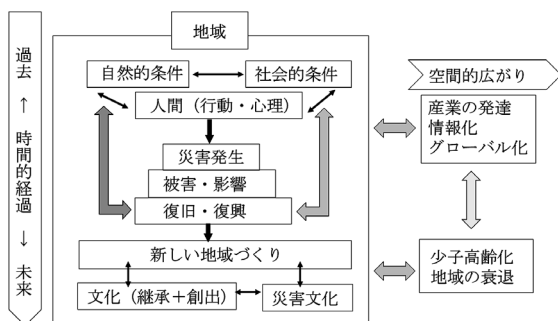 過去 ↑ 時間的経過 ↓ 未来
地域
自然的条件
社会的条件
人間（行動・心理）
災害発生
被害・影響
復旧・復興
新しい地域づくり
文化（継承＋創出）
災害文化
空間的広がり
産業の発達
情報化
グローバル化
少子高齢化
地域の衰退